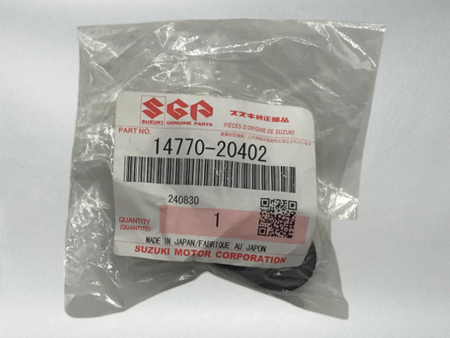 SGP
スズキ純正部品
SUZUKI GENUINE PARTS
PIÈCES D'ORIGINE DE SUZUKI
PART NO.
14770-20402
240830
QUANTITY
(QUANTITE)
1
MADE IN JAPAN/FABRIQUE AU JAPON
SUZUKI MOTOR CORPORATION